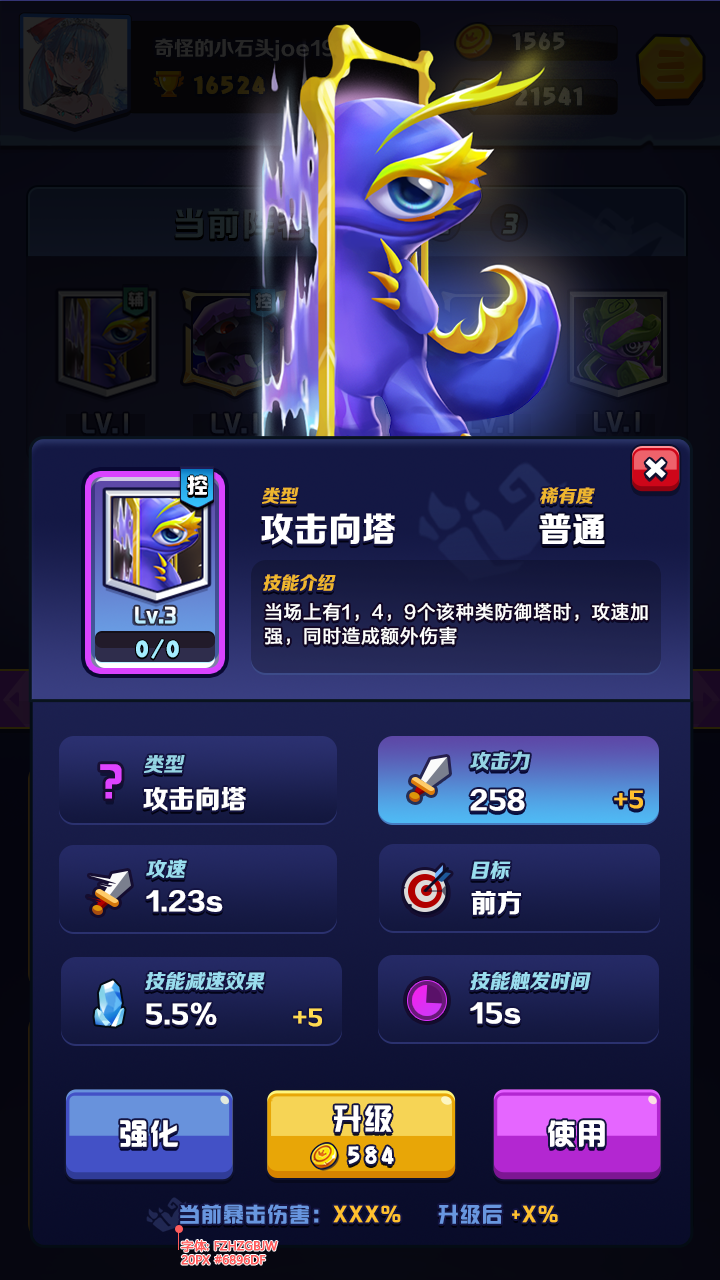 奇怪的小石头joe19
1565
16524
21541
当前阵容
3
辅
控
LV.1
LV.1
LV.1
LV.1
控
Lv.3
0/0
类型
攻击向塔
稀有度
普通
技能介绍
当场上有1，4，9个该种类防御塔时，攻速加
强，同时造成额外伤害
?
类型
攻击向塔
攻击力
258
+5
攻速
1.23s
目标
前方
技能减速效果
5.5%
+5
技能触发时间
15s
强化
升级
584
使用
当前暴击伤害：XXX% 升级后 +X%
字体: FZHZGBJW
20PX #6896DF